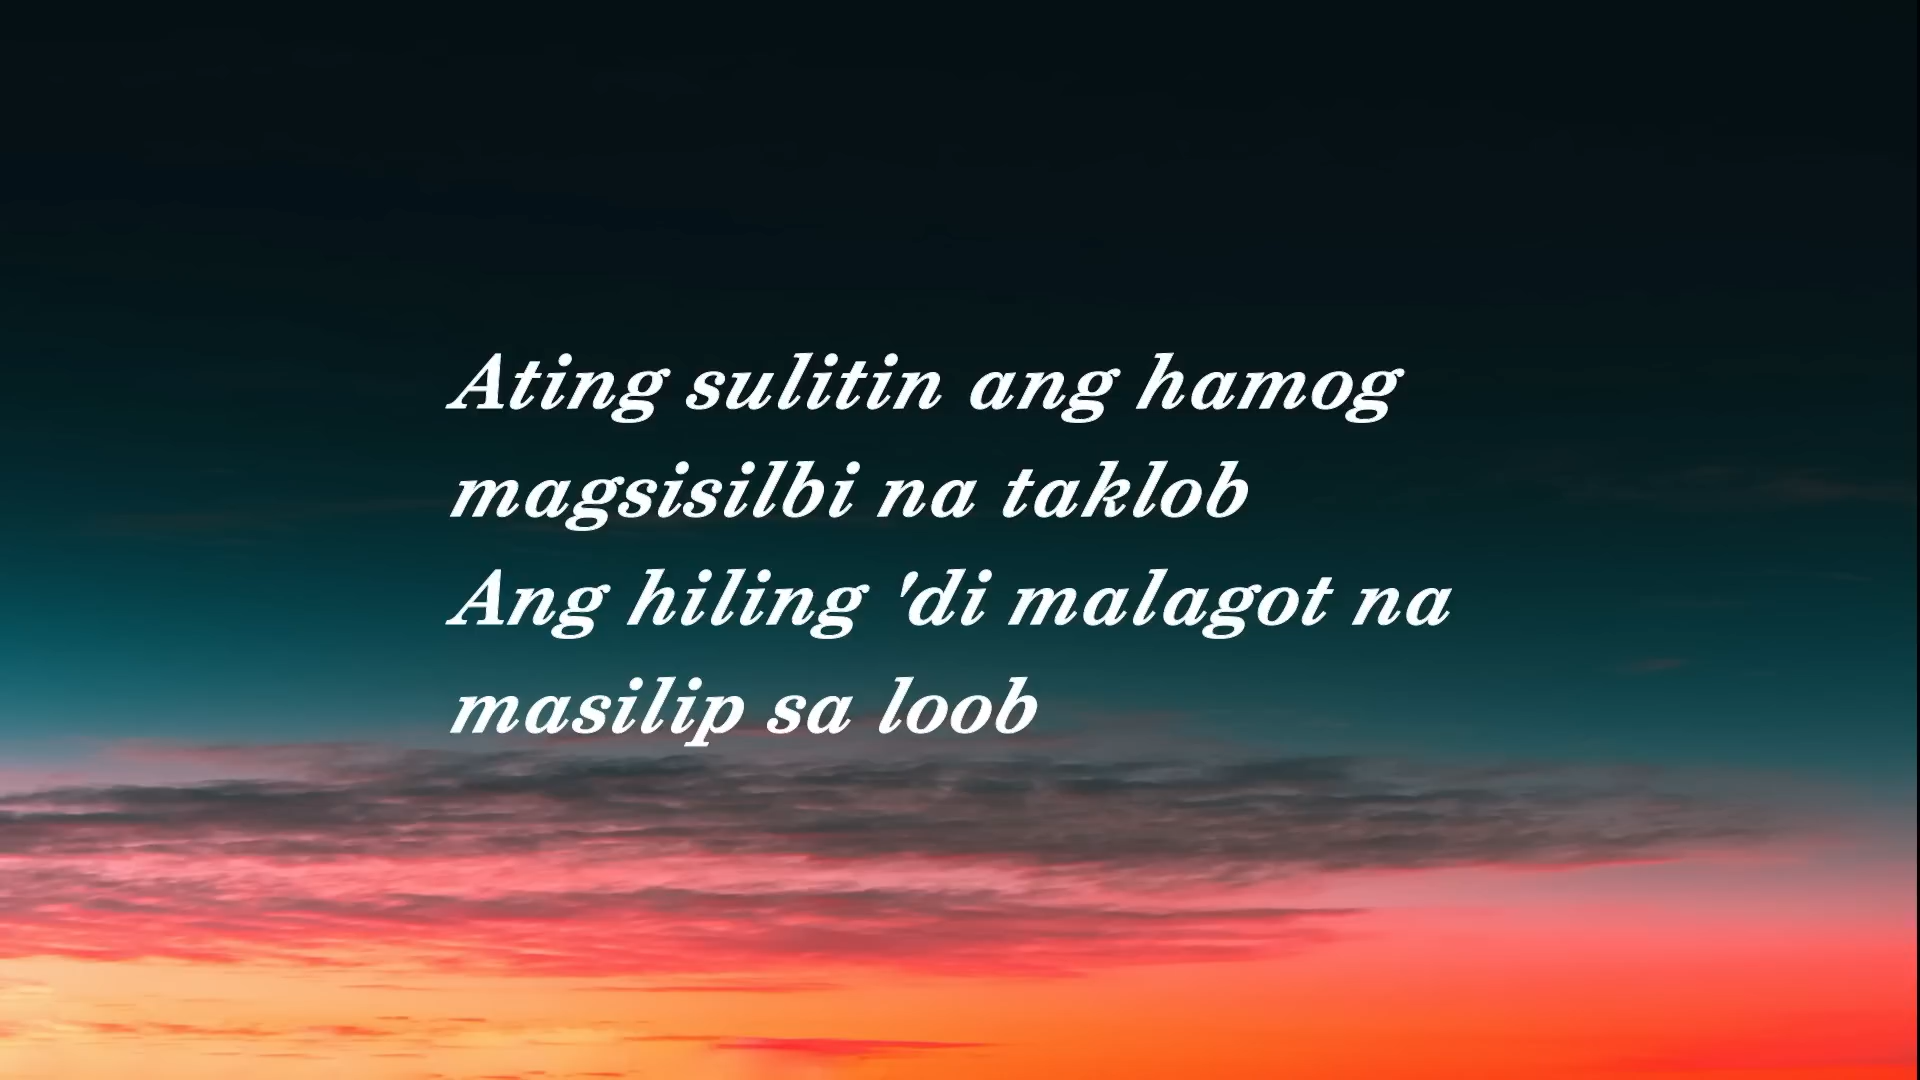 Ating sulitin ang hamog
magsisilbi na taklob
Ang hiling 'di malagot na
masilip sa loob